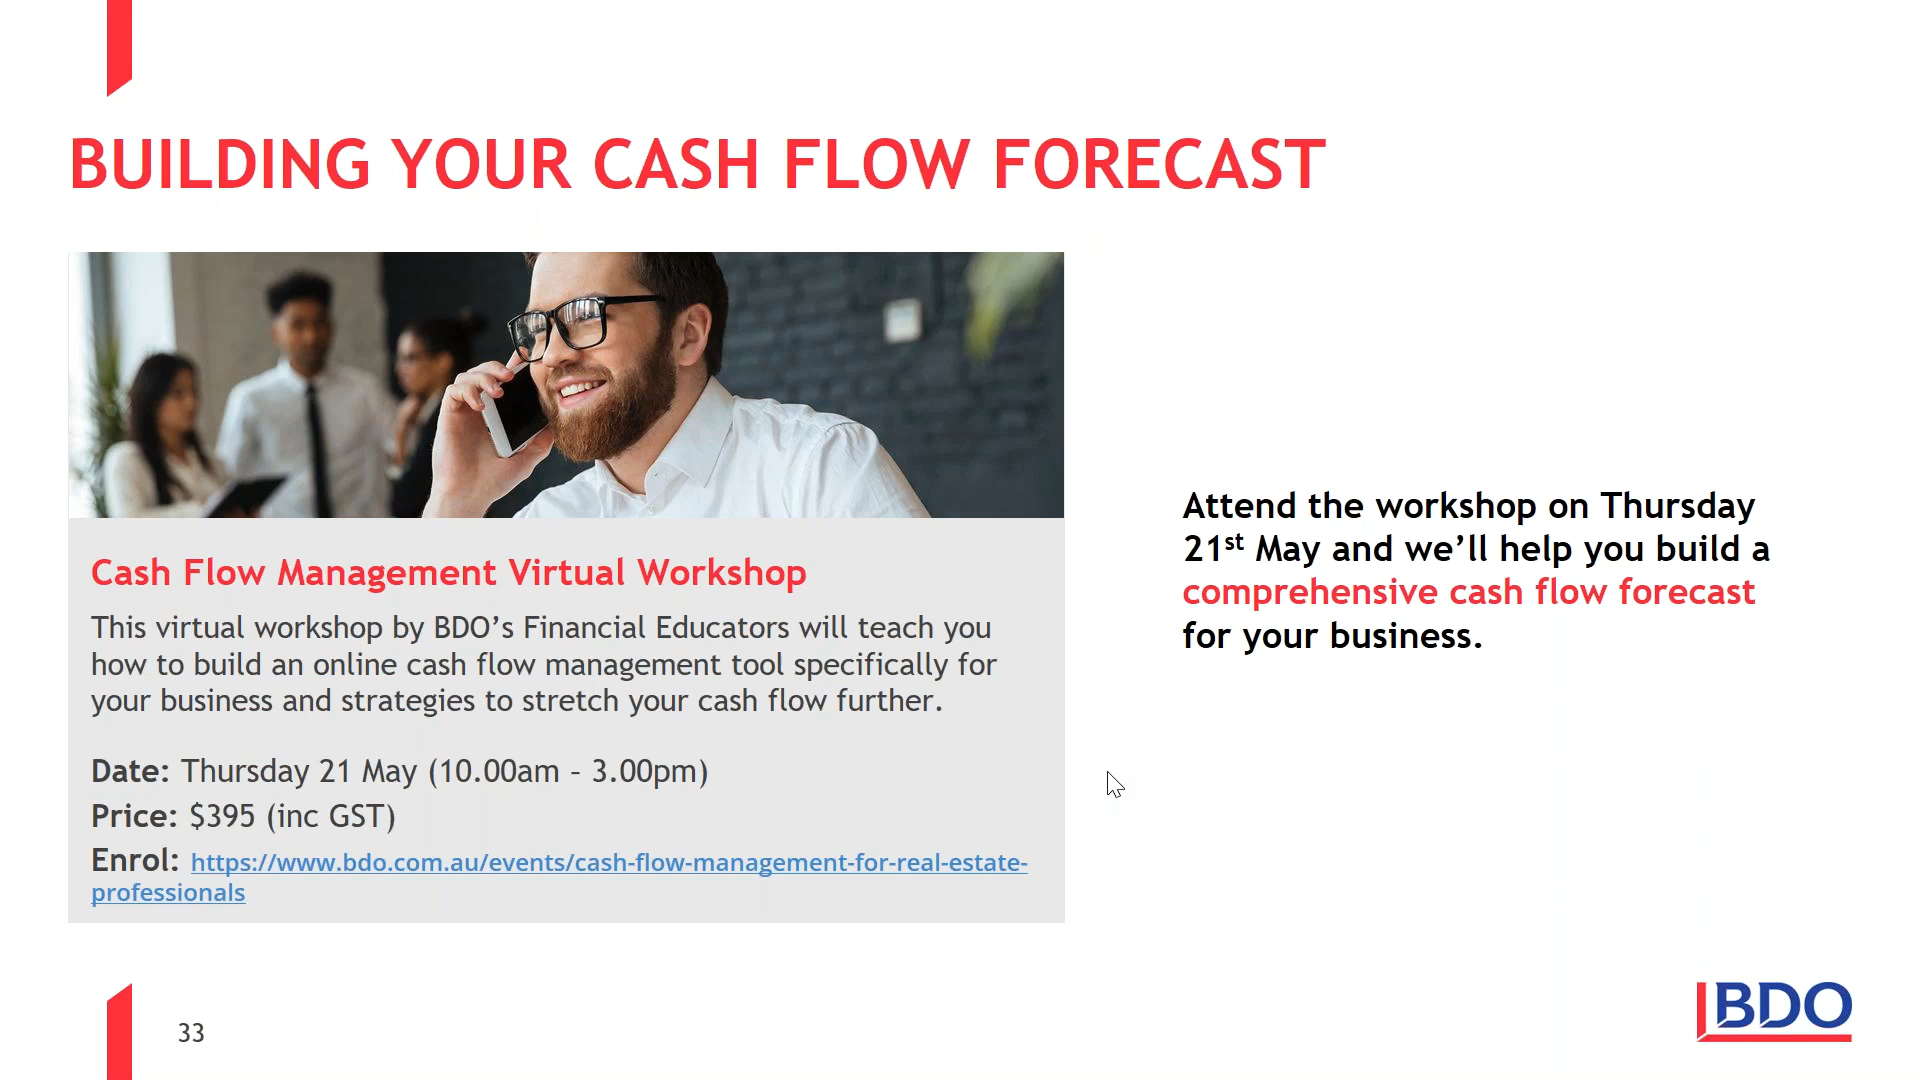 BUILDING YOUR CASH FLOW FORECAST
Cash Flow Management Virtual Workshop
This virtual workshop by BDO’s Financial Educators will teach you
how to build an online cash flow management tool specifically for
your business and strategies to stretch your cash flow further.
Date: Thursday 21 May (10.00am – 3.00pm)
Price: $395 (inc GST)
Enrol: https://www.bdo.com.au/events/cash-flow-management-for-real-estate-
professionals
Attend the workshop on Thursday
21st May and we’ll help you build a
comprehensive cash flow forecast
for your business.
33
BDO